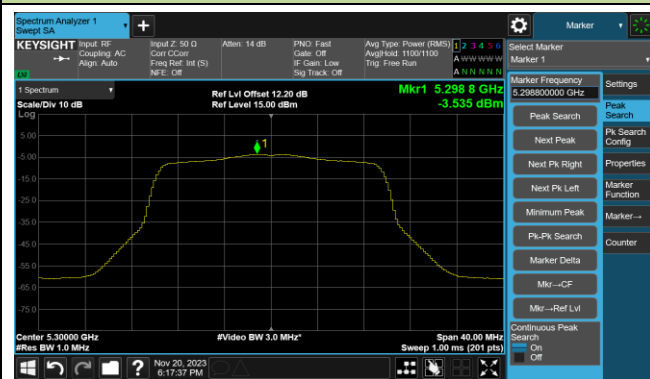 Spectrum Analyzer 1
Swept SA
+
Marker
KEYSIGHT
Input: RF
Coupling: AC
Align: Auto
Input Z: 50 Ω
Corr CCorr
Freq Ref: Int (S)
NFE: Off
Atten: 14 dB
PNO: Fast
Gate: Off
IF Gain: Low
Sig Track: Off
Avg Type: Power (RMS)
Avg|Hold: 1100/1100
Trig: Free Run
1 2 3 4 5 6
A W W W W W
A N N N N N
Select Marker
Marker 1
1 Spectrum
Scale/Div 10 dB
Log
Ref Lvl Offset 12.20 dB
Ref Level 15.00 dBm
Mkr1 5.298 8 GHz
-3.535 dBm
5.00
-5.00
-15.0
-25.0
-35.0
-45.0
-55.0
-65.0
-75.0
1
Center 5.30000 GHz
#Res BW 1.0 MHz
#Video BW 3.0 MHz*
Span 40.00 MHz
Sweep 1.00 ms (201 pts)
Marker Frequency
5.298800000 GHz
Peak Search
Next Peak
Next Pk Right
Next Pk Left
Minimum Peak
Pk-Pk Search
Marker Delta
Mkr→CF
Mkr→Ref Lvl
Continuous Peak
Search
On
Off
Settings
Peak
Search
Pk Search
Config
Properties
Marker
Function
Marker→
Counter
?
Nov 20, 2023
6:17:37 PM